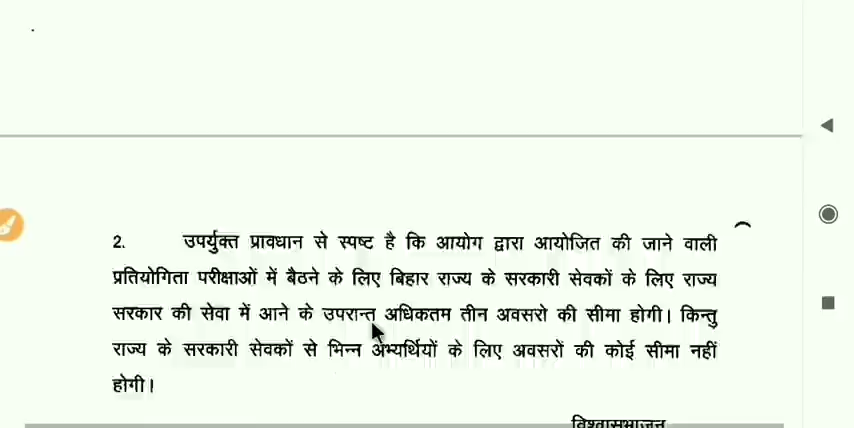 2. उपर्युक्त प्रावधान से स्पष्ट है कि आयोग द्वारा आयोजित की जाने वाली
प्रतियोगिता परीक्षाओं में बैठने के लिए बिहार राज्य के सरकारी सेवकों के लिए राज्य
सरकार की सेवा में आने के उपरान्त अधिकतम तीन अवसरो की सीमा होगी। किन्तु
राज्य के सरकारी सेवकों से भिन्न अभ्यर्थियों के लिए अवसरों की कोई सीमा नहीं
होगी।
विश्वासभाजन